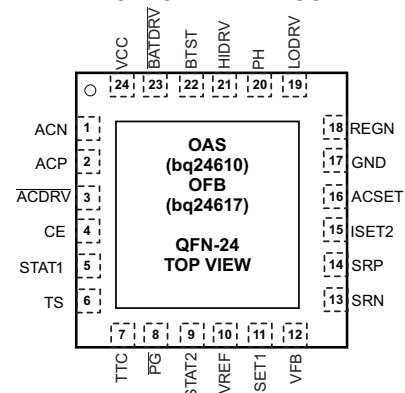 VCC
BATDRV
BTST
HIDRV
PH
LODRV
24
23
22
21
20
19
ACN 1
ACP 2
ACDRV 3
CE 4
STAT1 5
TS 6
OAS
(bq24610)
OFB
(bq24617)
QFN-24
TOP VIEW
18 REGN
17 GND
16 ACSET
15 ISET2
14 SRP
13 SRN
7
8
9
10
11
12
TTC
PG
STAT2
VREF
SET1
VFB